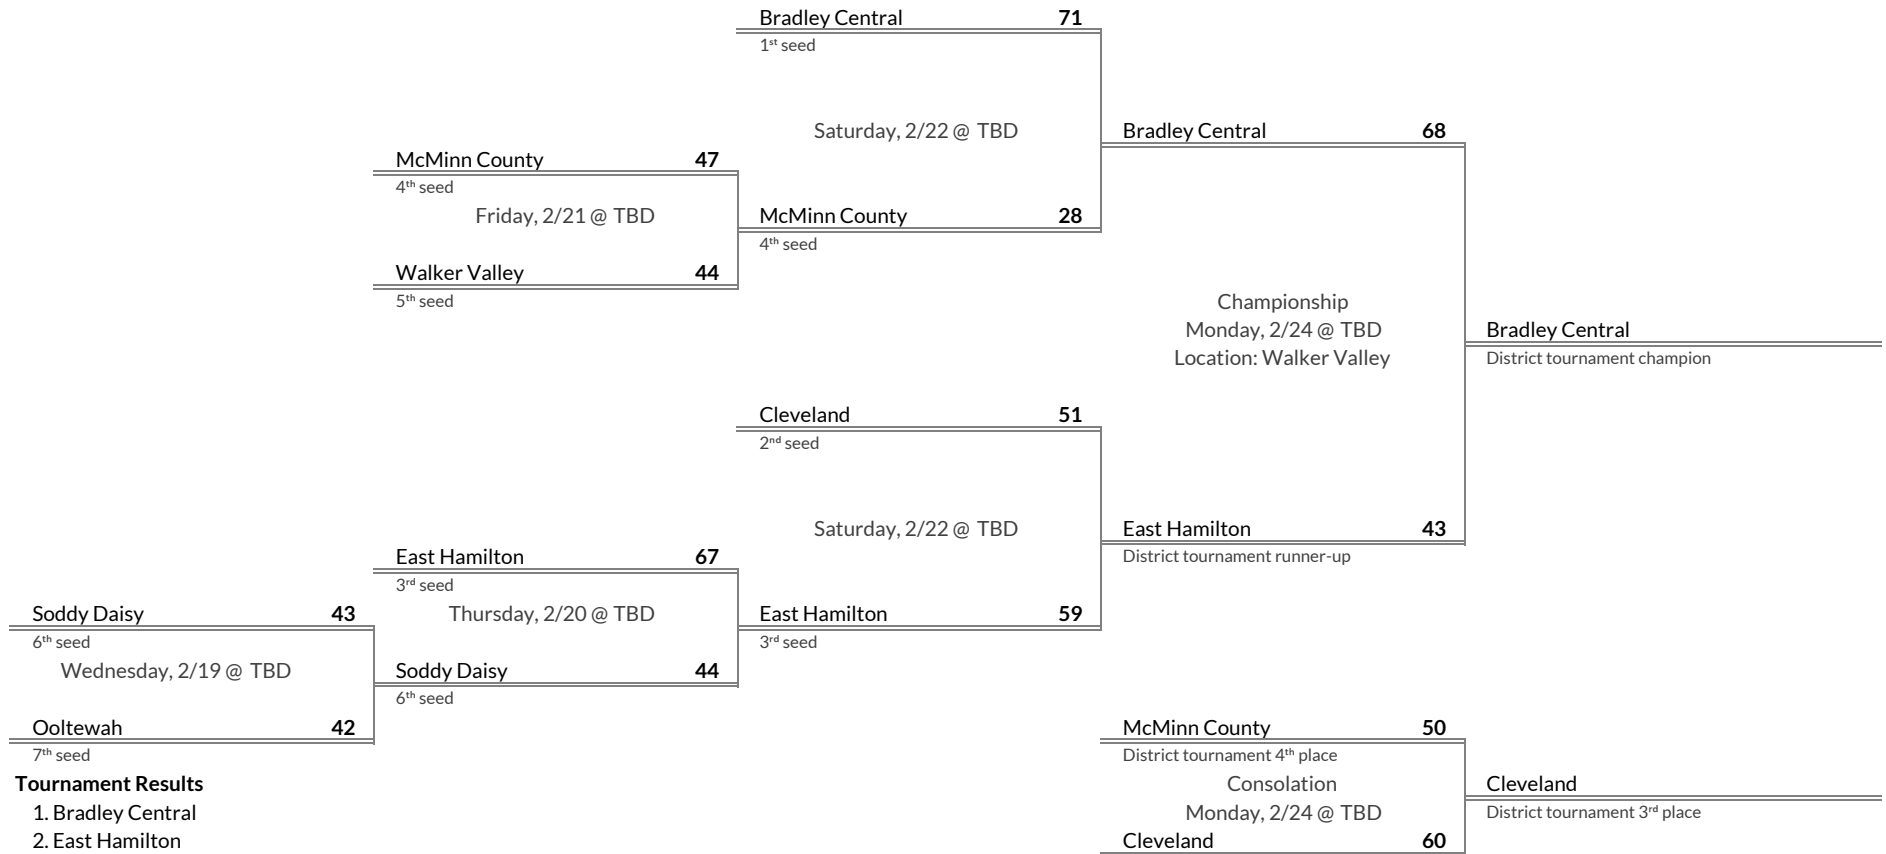 Bradley Central 71
1st seed
Saturday, 2/22 @ TBD
Bradley Central 68
McMinn County 47
4th seed
Friday, 2/21 @ TBD
McMinn County 28
4th seed
Walker Valley 44
5th seed
Championship
Monday, 2/24 @ TBD
Location: Walker Valley
Bradley Central
District tournament champion
Cleveland 51
2nd seed
Saturday, 2/22 @ TBD
East Hamilton 43
District tournament runner-up
East Hamilton 67
3rd seed
Thursday, 2/20 @ TBD
East Hamilton 59
3rd seed
Soddy Daisy 43
6th seed
Wednesday, 2/19 @ TBD
Soddy Daisy 44
6th seed
Ooltewah 42
7th seed
McMinn County 50
District tournament 4th place
Consolation
Monday, 2/24 @ TBD
Cleveland 60
Cleveland
District tournament 3rd place
Tournament Results
1. Bradley Central
2. East Hamilton